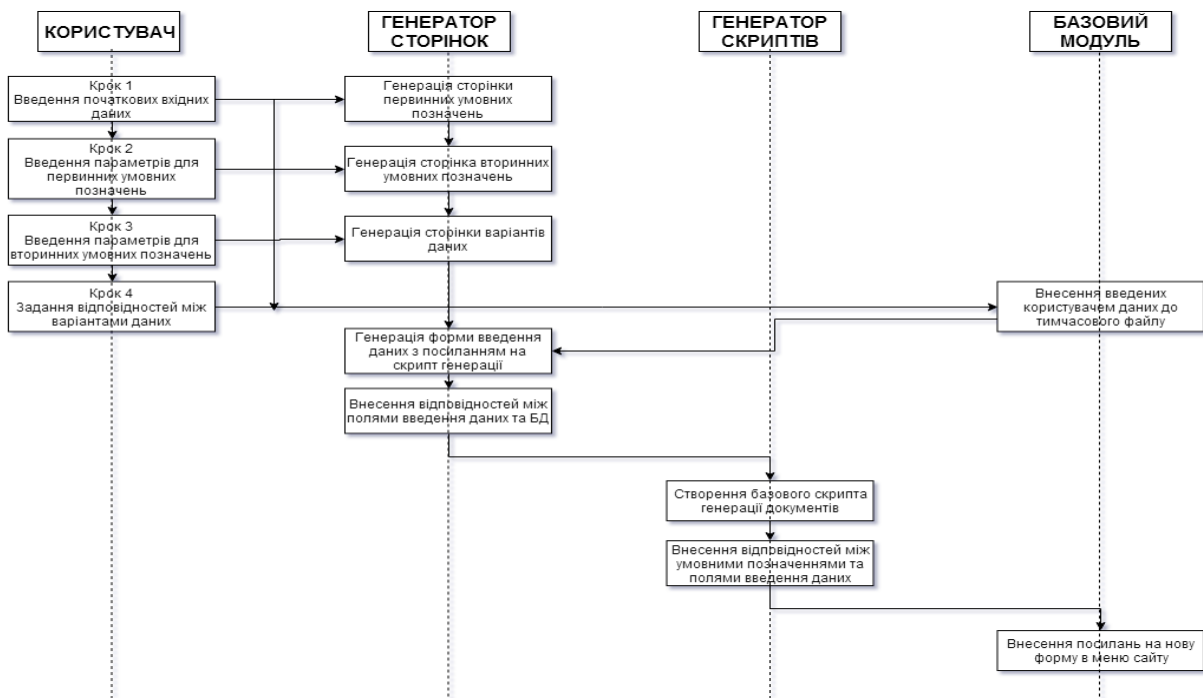 КОРИСТУВАЧ
ГЕНЕРАТОР
СТОРІНОК
ГЕНЕРАТОР
СКРИПТІВ
БАЗОВИЙ
МОДУЛЬ
Крок 1
Введення початкових вхідних
даних
Генерація сторінки
первинних умовних
позначень
Крок 2
Введення параметрів для
первинних умовних
позначень
Генерація сторінка вторинних
умовних позначень
Крок 3
Введення параметрів для
вторинних умовних позначень
Генерація сторінки варіантів
даних
Крок 4
Задання відповідностей між
варіантами даних
Внесення введених
користувачем даних до
тимчасового файлу
Генерація форми введення
даних з посиланням на
скрипт генерації
Внесення відповідностей між
полями введення даних та БД
Створення базового скрипта
генерації документів
Внесення відповідностей між
умовними позначеннями та
полями введення даних
Внесення посилань на нову
форму в меню сайту